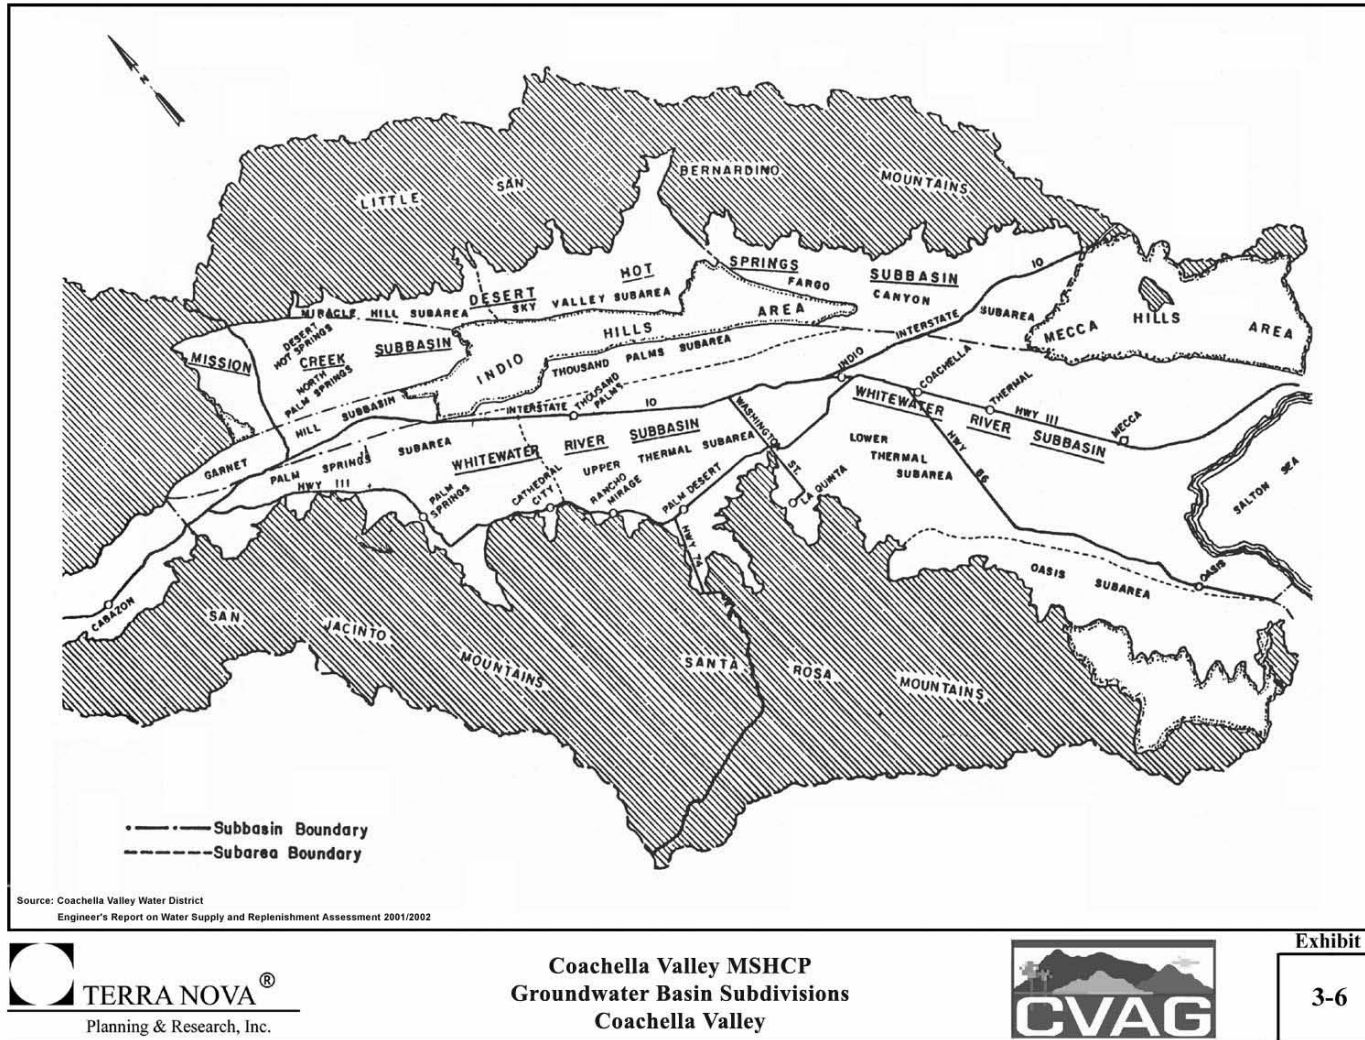 N
LITTLE SAN BERNARDINO MOUNTAINS
DESERT HOT SPRINGS SUBBASIN
MIRACLE HILL SUBAREA
SKY VALLEY SUBAREA
FARGO CANYON SUBAREA
MISSION CREEK SUBBASIN
DESERT
HOT SPRINGS
NORTH
PALM SPRINGS
INDIO HILLS AREA
MECCA HILLS AREA
GARNET HILL SUBBASIN
THOUSAND PALMS SUBAREA
THOUSAND
PALMS
INTERSTATE 10
INTERSTATE 10
INDIO
COACHELLA
THERMAL
MECCA
HWY 111
WHITEWATER RIVER SUBBASIN
WHITEWATER RIVER SUBBASIN
PALM SPRINGS SUBAREA
HWY 111
PALM
SPRINGS
CATHEDRAL
CITY
RANCHO
MIRAGE
UPPER THERMAL SUBAREA
PALM DESERT
WASHINGTON ST.
LA QUINTA
LOWER
THERMAL
SUBAREA
HWY 86
HWY 74
SALTON SEA
OASIS SUBAREA
OASIS
CABAZON
SAN JACINTO MOUNTAINS
SANTA ROSA MOUNTAINS
Subbasin Boundary
Subarea Boundary
Source: Coachella Valley Water District
Engineer's Report on Water Supply and Replenishment Assessment 2001/2002
TERRA NOVA®
Planning & Research, Inc.
Coachella Valley MSHCP
Groundwater Basin Subdivisions
Coachella Valley
CVAG
Exhibit
3-6